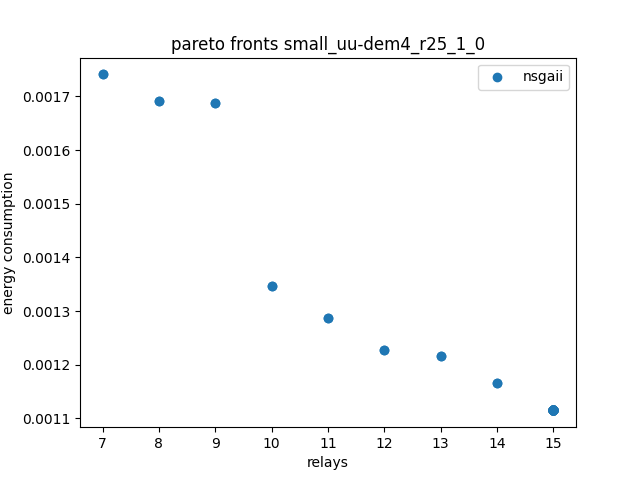 pareto fronts small_uu-dem4_r25_1_0
nsgaii
0.0017
0.0016
0.0015
0.0014
0.0013
0.0012
0.0011
energy consumption
7 8 9 10 11 12 13 14 15
relays